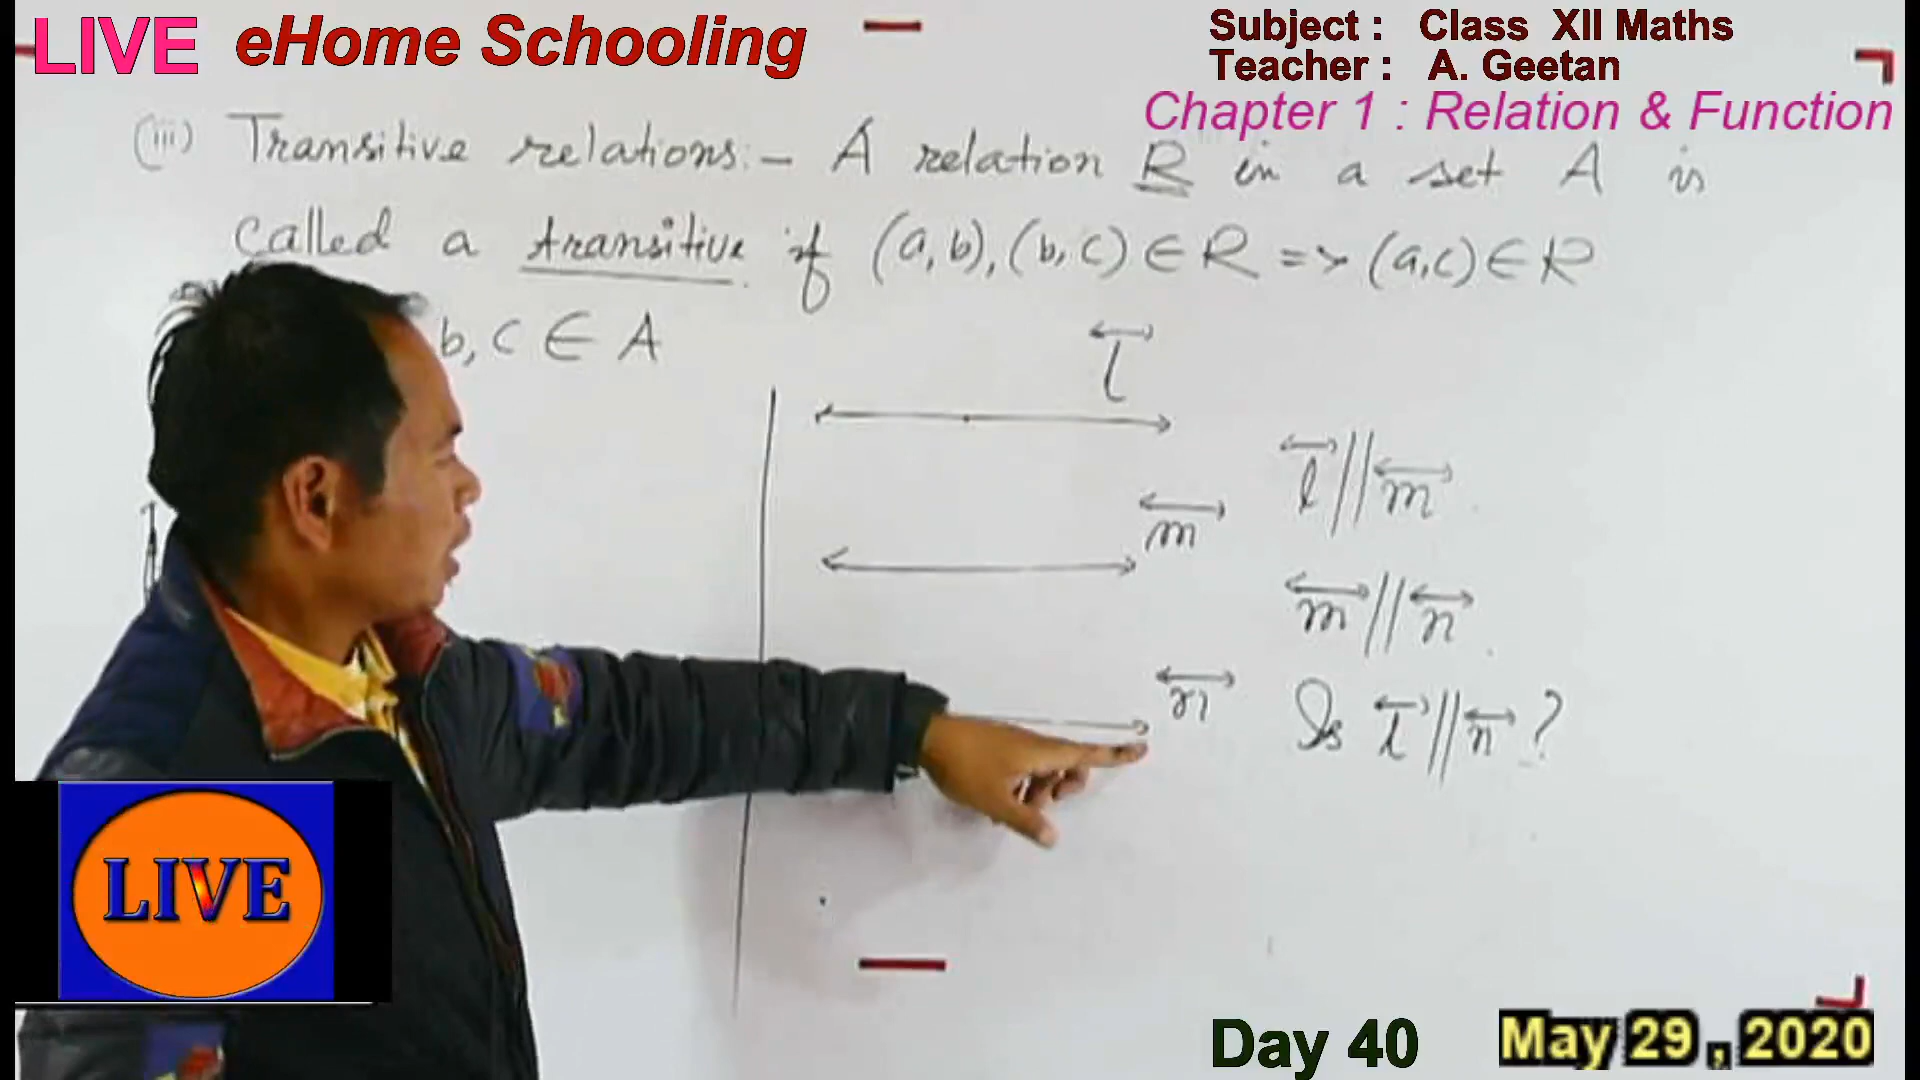 LIVE eHome Schooling
Subject : Class XII Maths
Teacher : A. Geetan
Chapter 1 : Relation & Function
(iii) Transitive relations:- A relation R in a set A is
called a transitive if (a,b), (b,c) ∈ R => (a,c) ∈ R
b, c ∈ A
l
l || m
m
m || n
n
Is l || n ?
LIVE
Day 40
May 29 , 2020